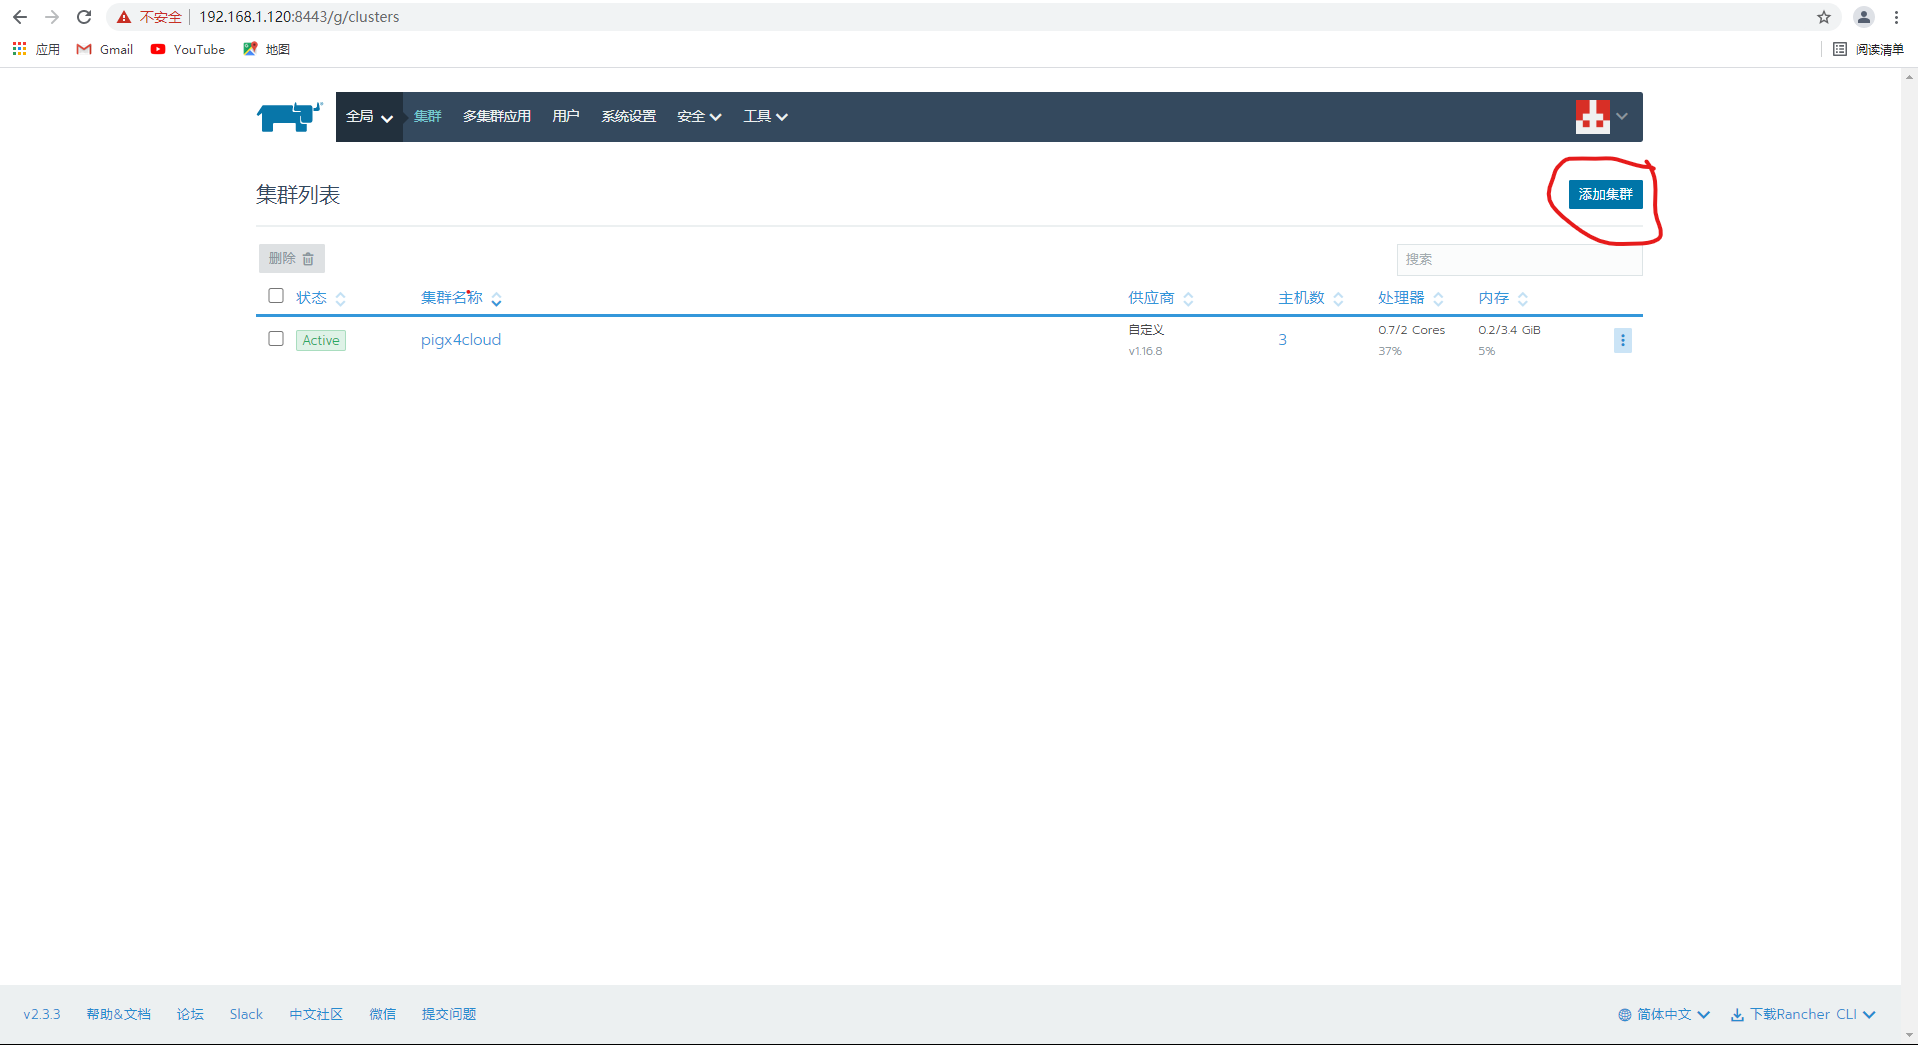 不安全 192.168.1.120:8443/g/clusters
应用 Gmail YouTube 地图 阅读清单
全局 集群 多集群应用 用户 系统设置 安全 工具
集群列表 添加集群
删除 搜索
状态 集群名称 供应商 主机数 处理器 内存
Active pigx4cloud 自定义 3 0.7/2 Cores 0.2/3.4 GiB
v1.16.8 37% 5%
v2.3.3 帮助&文档 论坛 Slack 中文社区 微信 提交问题 简体中文 下载Rancher CLI